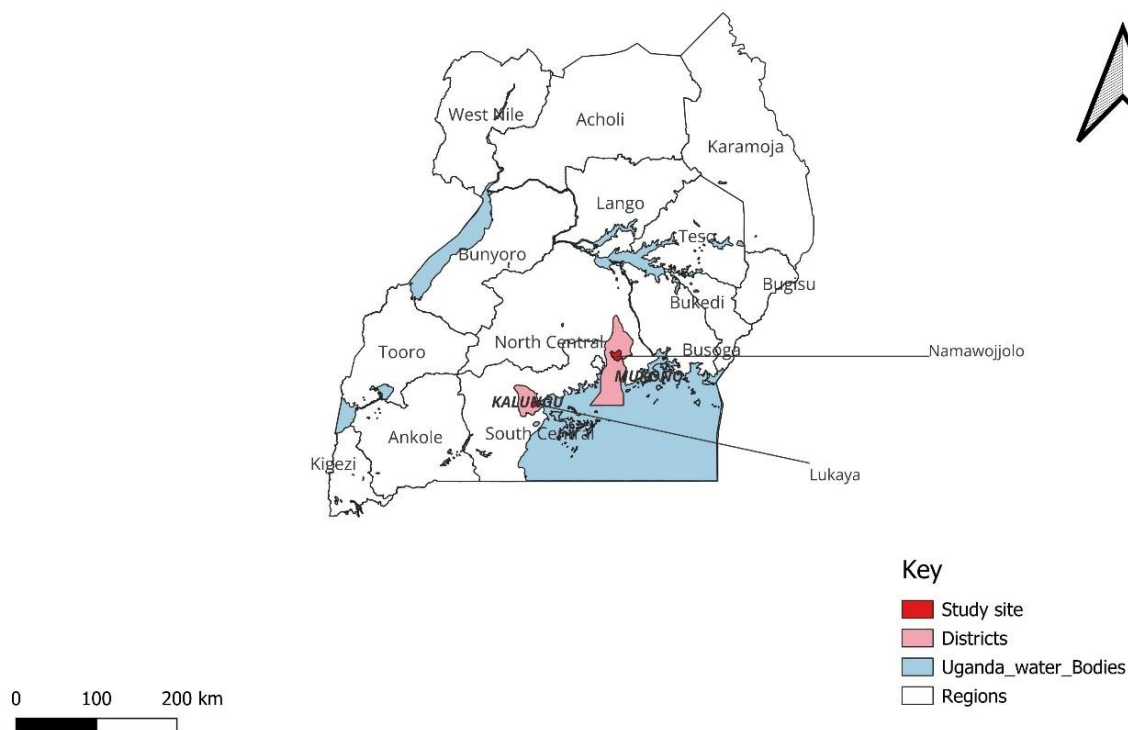 West Nile
Acholi
Karamoja
Lango
Teso
Bunyoro
Bugisu
Bukedi
North Central
Busoga
Tooro
Namawojjolo
MUKONO
KALUNGU
Ankole
South Central
Kigezi
Lukaya
Key
Study site
Districts
Uganda_water_Bodies
Regions
0 100 200 km